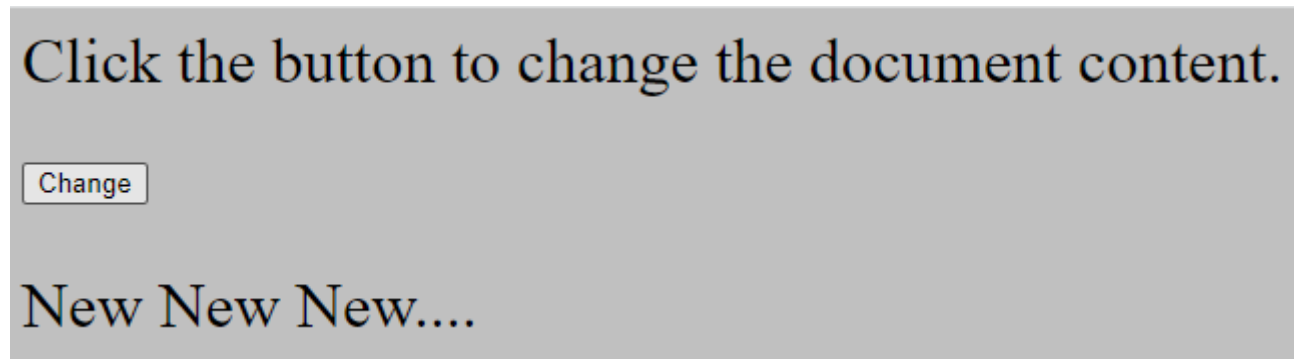 Click the button to change the document content.
Change
New New New....